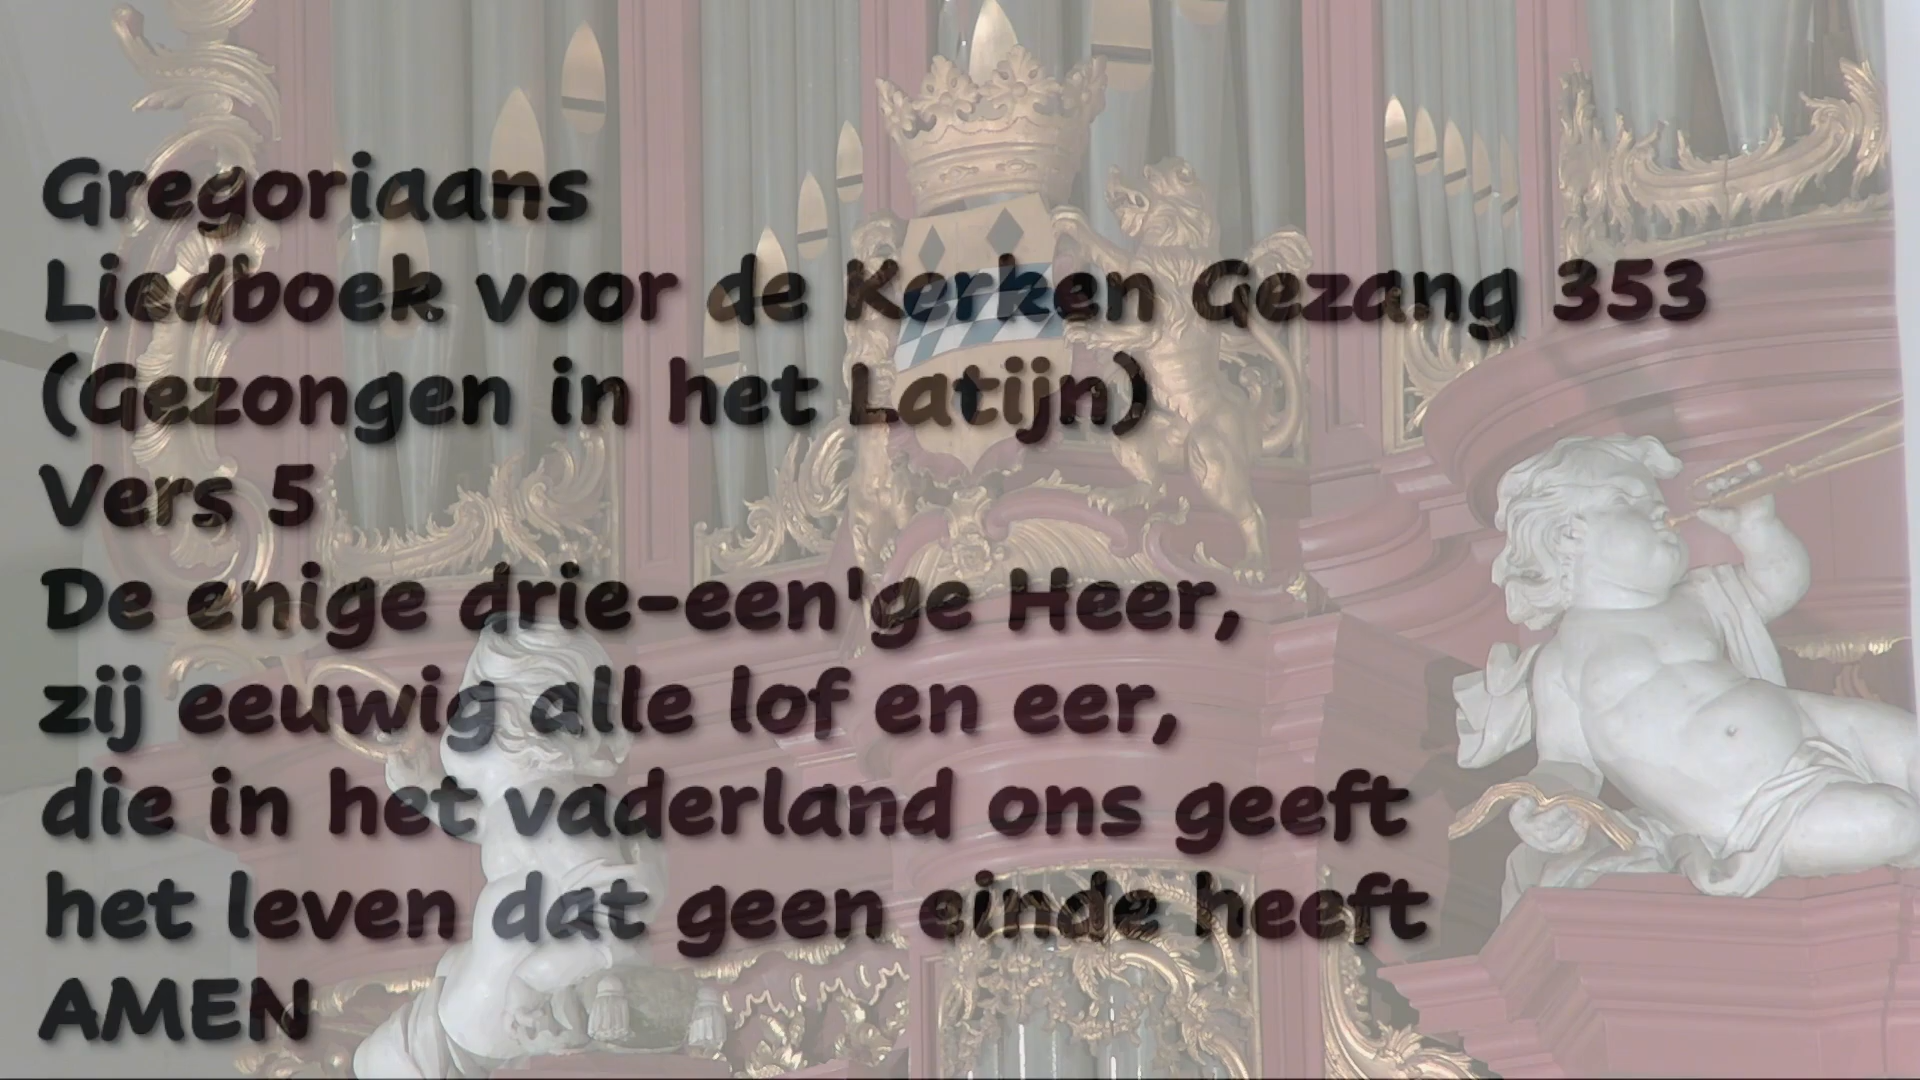 Gregoriaans
Liedboek voor de Kerken Gezang 353
(Gezongen in het Latijn)
Vers 5
De enige drie-een'ge Heer,
zij eeuwig alle lof en eer,
die in het vaderland ons geeft
het leven dat geen einde heeft
AMEN